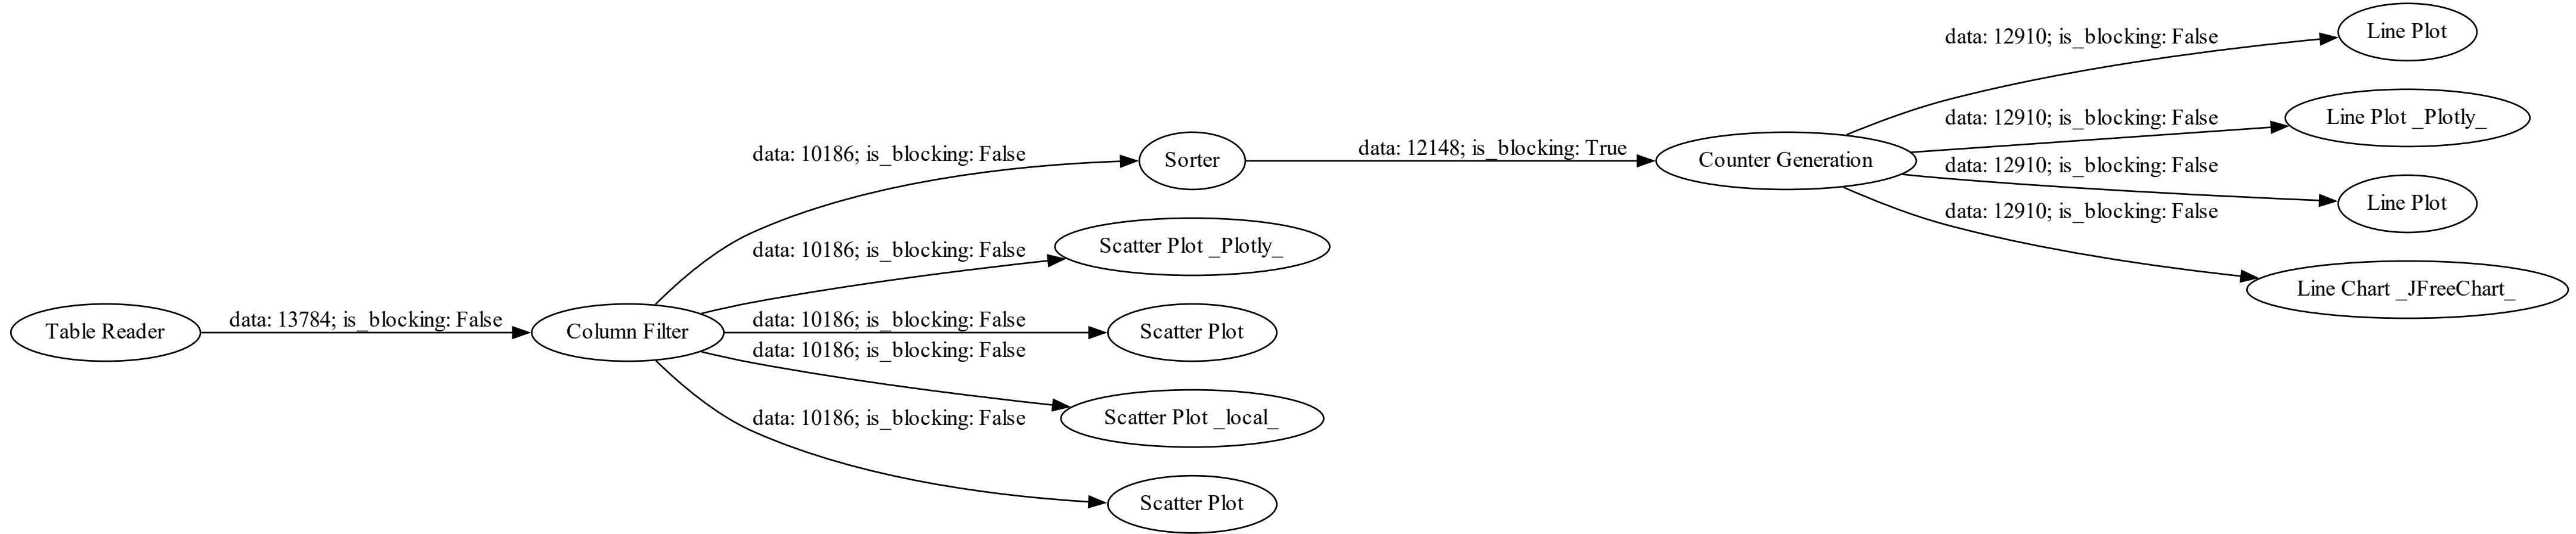 Table Reader
data: 13784; is_blocking: False
Column Filter
data: 10186; is_blocking: False
Sorter
data: 10186; is_blocking: False
Scatter Plot _Plotly_
data: 10186; is_blocking: False
Scatter Plot
data: 10186; is_blocking: False
Scatter Plot _local_
data: 10186; is_blocking: False
Scatter Plot
data: 12148; is_blocking: True
Counter Generation
data: 12910; is_blocking: False
Line Plot
data: 12910; is_blocking: False
Line Plot _Plotly_
data: 12910; is_blocking: False
Line Plot
data: 12910; is_blocking: False
Line Chart _JFreeChart_